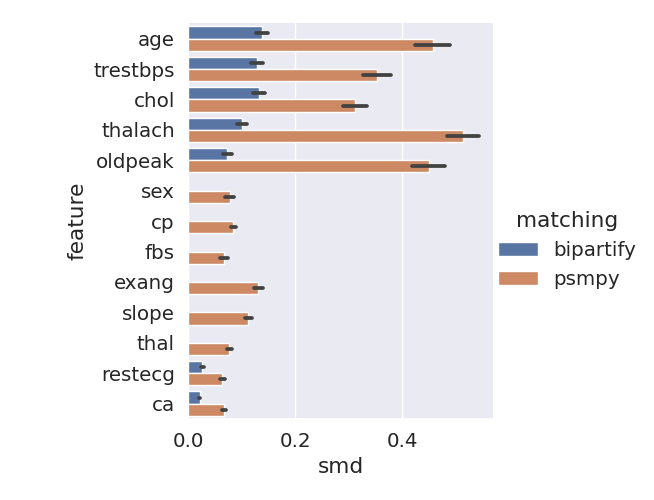 age
trestbps
chol
thalach
oldpeak
sex
cp
fbs
exang
slope
thal
restecg
ca
feature
0.0 0.2 0.4
smd
matching
bipartify
psmpy